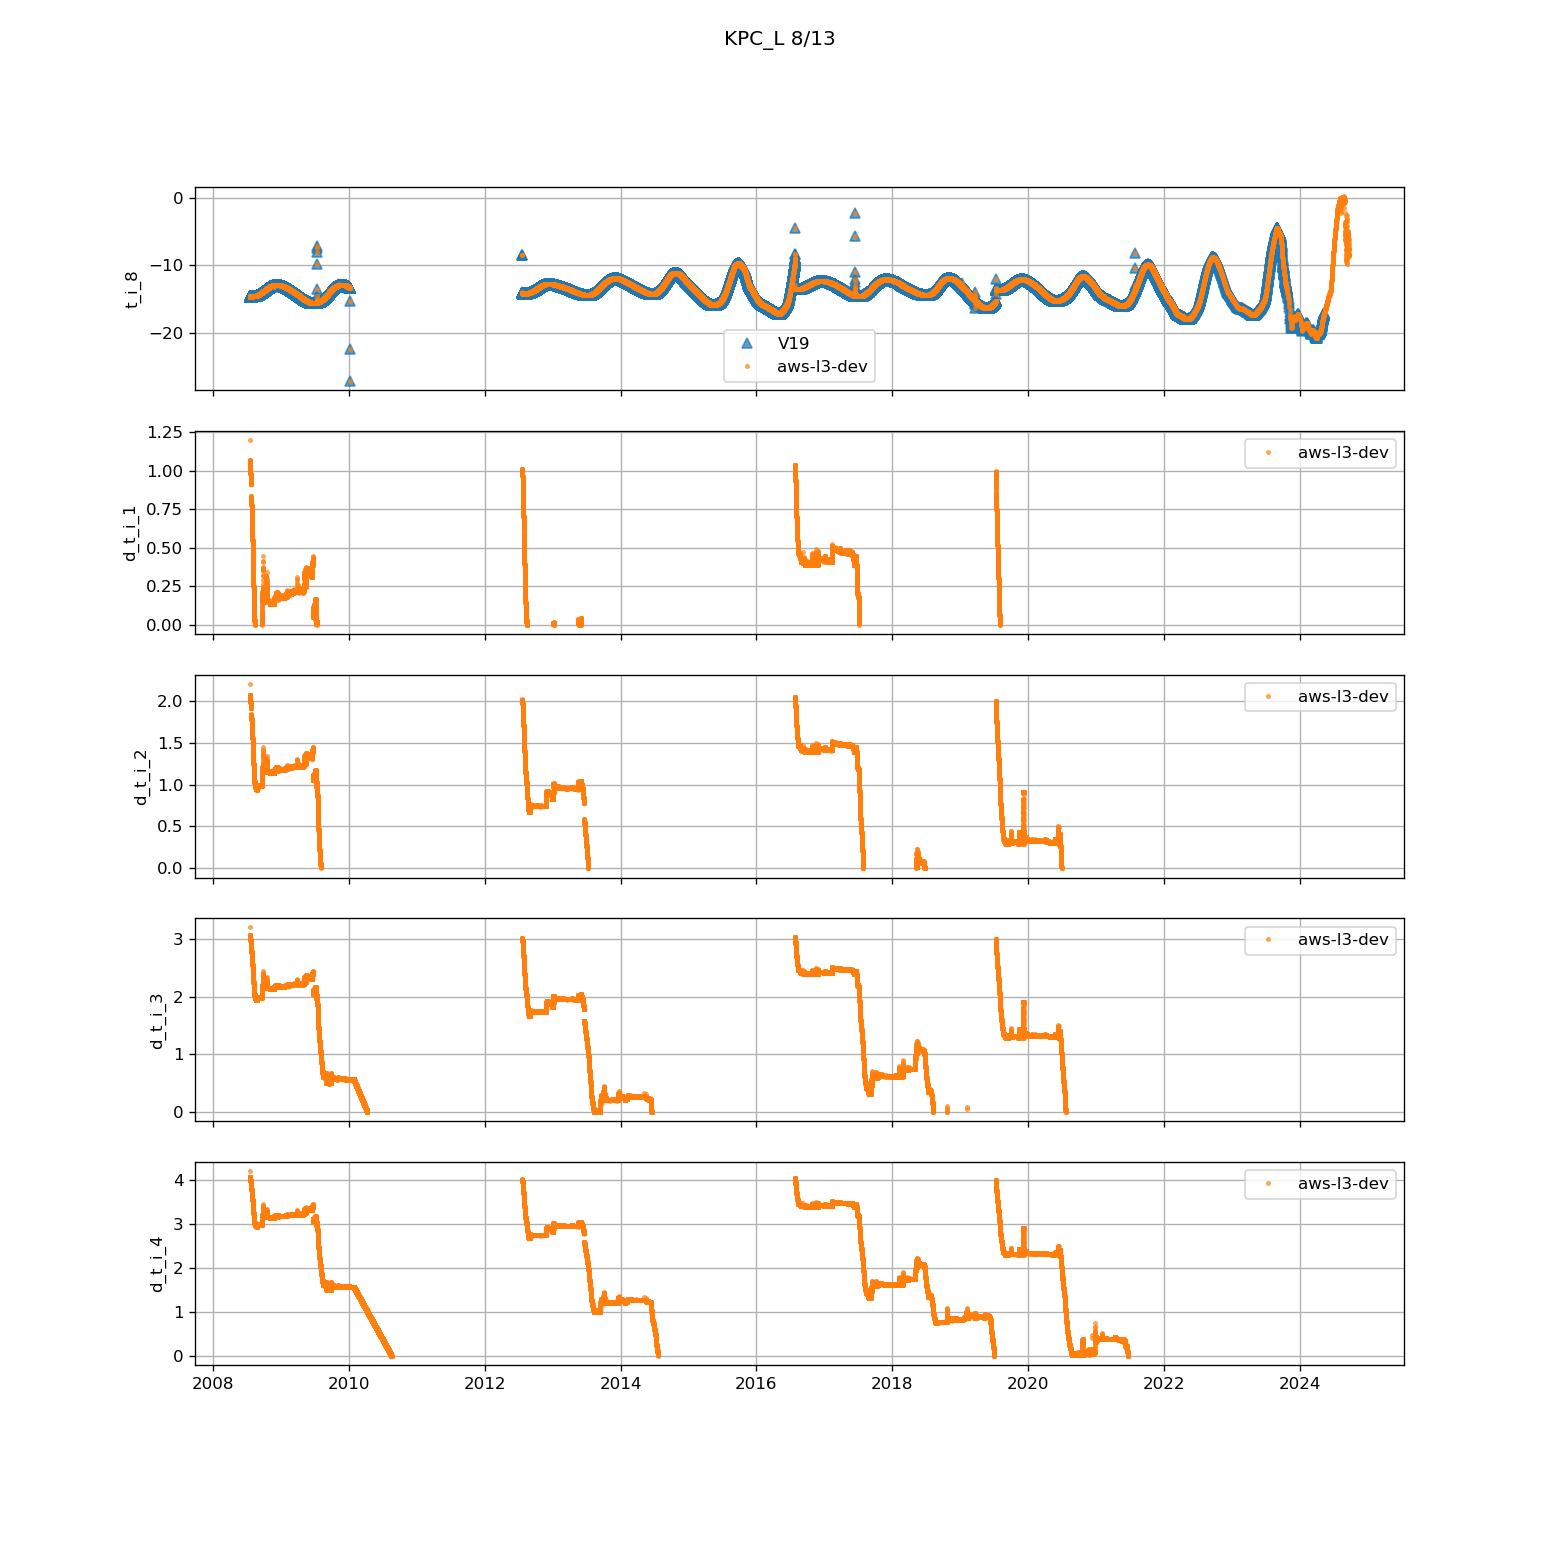 KPC_L 8/13
t_i_8
0
−10
−20
V19
aws-l3-dev
d_t_i_1
1.25
1.00
0.75
0.50
0.25
0.00
aws-l3-dev
d_t_i_2
2.0
1.5
1.0
0.5
0.0
aws-l3-dev
d_t_i_3
3
2
1
0
aws-l3-dev
d_t_i_4
4
3
2
1
0
aws-l3-dev
2008 2010 2012 2014 2016 2018 2020 2022 2024